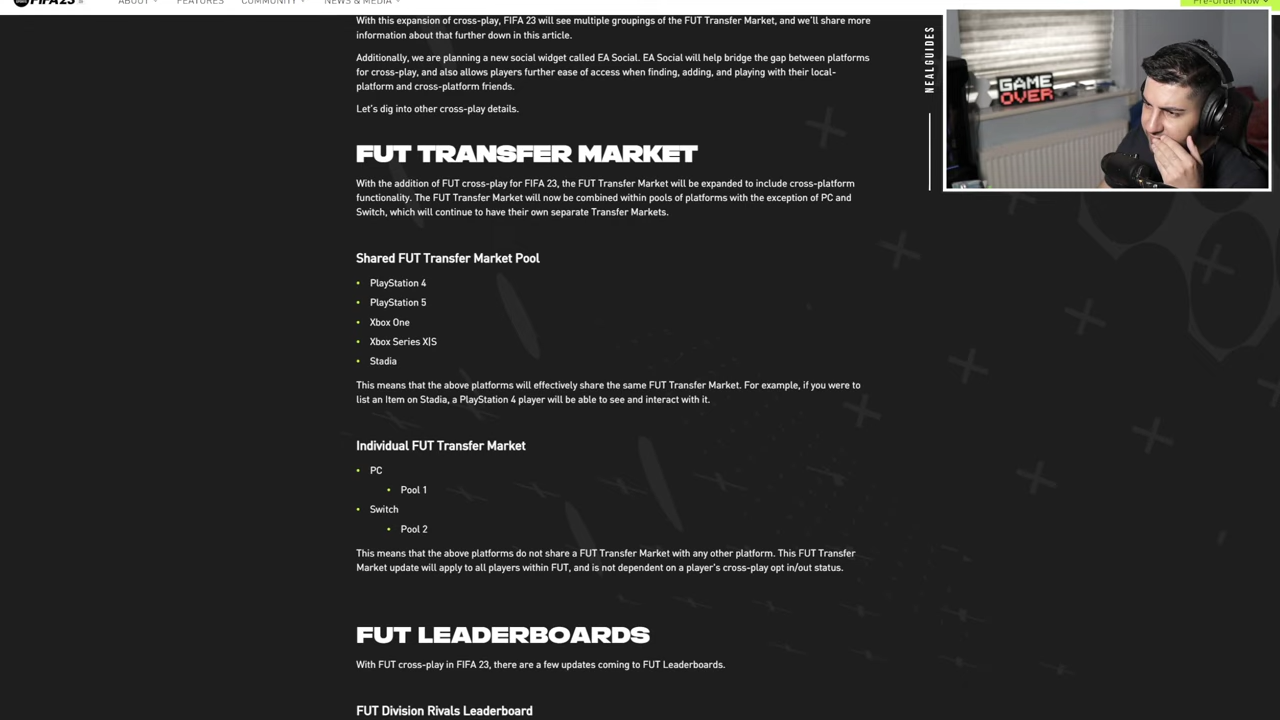 FIFA 23
ABOUT
FEATURES
COMMUNITY
NEWS & MEDIA
Pre-Order Now
With this expansion of cross-play, FIFA 23 will see multiple groupings of the FUT Transfer Market, and we'll share more
information about that further down in this article.
Additionally, we are planning a new social widget called EA Social. EA Social will help bridge the gap between platforms
for cross-play, and also allows players further ease of access when finding, adding, and playing with their local-
platform and cross-platform friends.
Let's dig into other cross-play details.
NEALGUIDES
GAME
OVER
FUT TRANSFER MARKET
With the addition of FUT cross-play for FIFA 23, the FUT Transfer Market will be expanded to include cross-platform
functionality. The FUT Transfer Market will now be combined within pools of platforms with the exception of PC and
Switch, which will continue to have their own separate Transfer Markets.
Shared FUT Transfer Market Pool
• PlayStation 4
• PlayStation 5
• Xbox One
• Xbox Series X|S
• Stadia
This means that the above platforms will effectively share the same FUT Transfer Market. For example, if you were to
list an Item on Stadia, a PlayStation 4 player will be able to see and interact with it.
Individual FUT Transfer Market
• PC
• Pool 1
• Switch
• Pool 2
This means that the above platforms do not share a FUT Transfer Market with any other platform. This FUT Transfer
Market update will apply to all players within FUT, and is not dependent on a player's cross-play opt in/out status.
FUT LEADERBOARDS
With FUT cross-play in FIFA 23, there are a few updates coming to FUT Leaderboards.
FUT Division Rivals Leaderboard